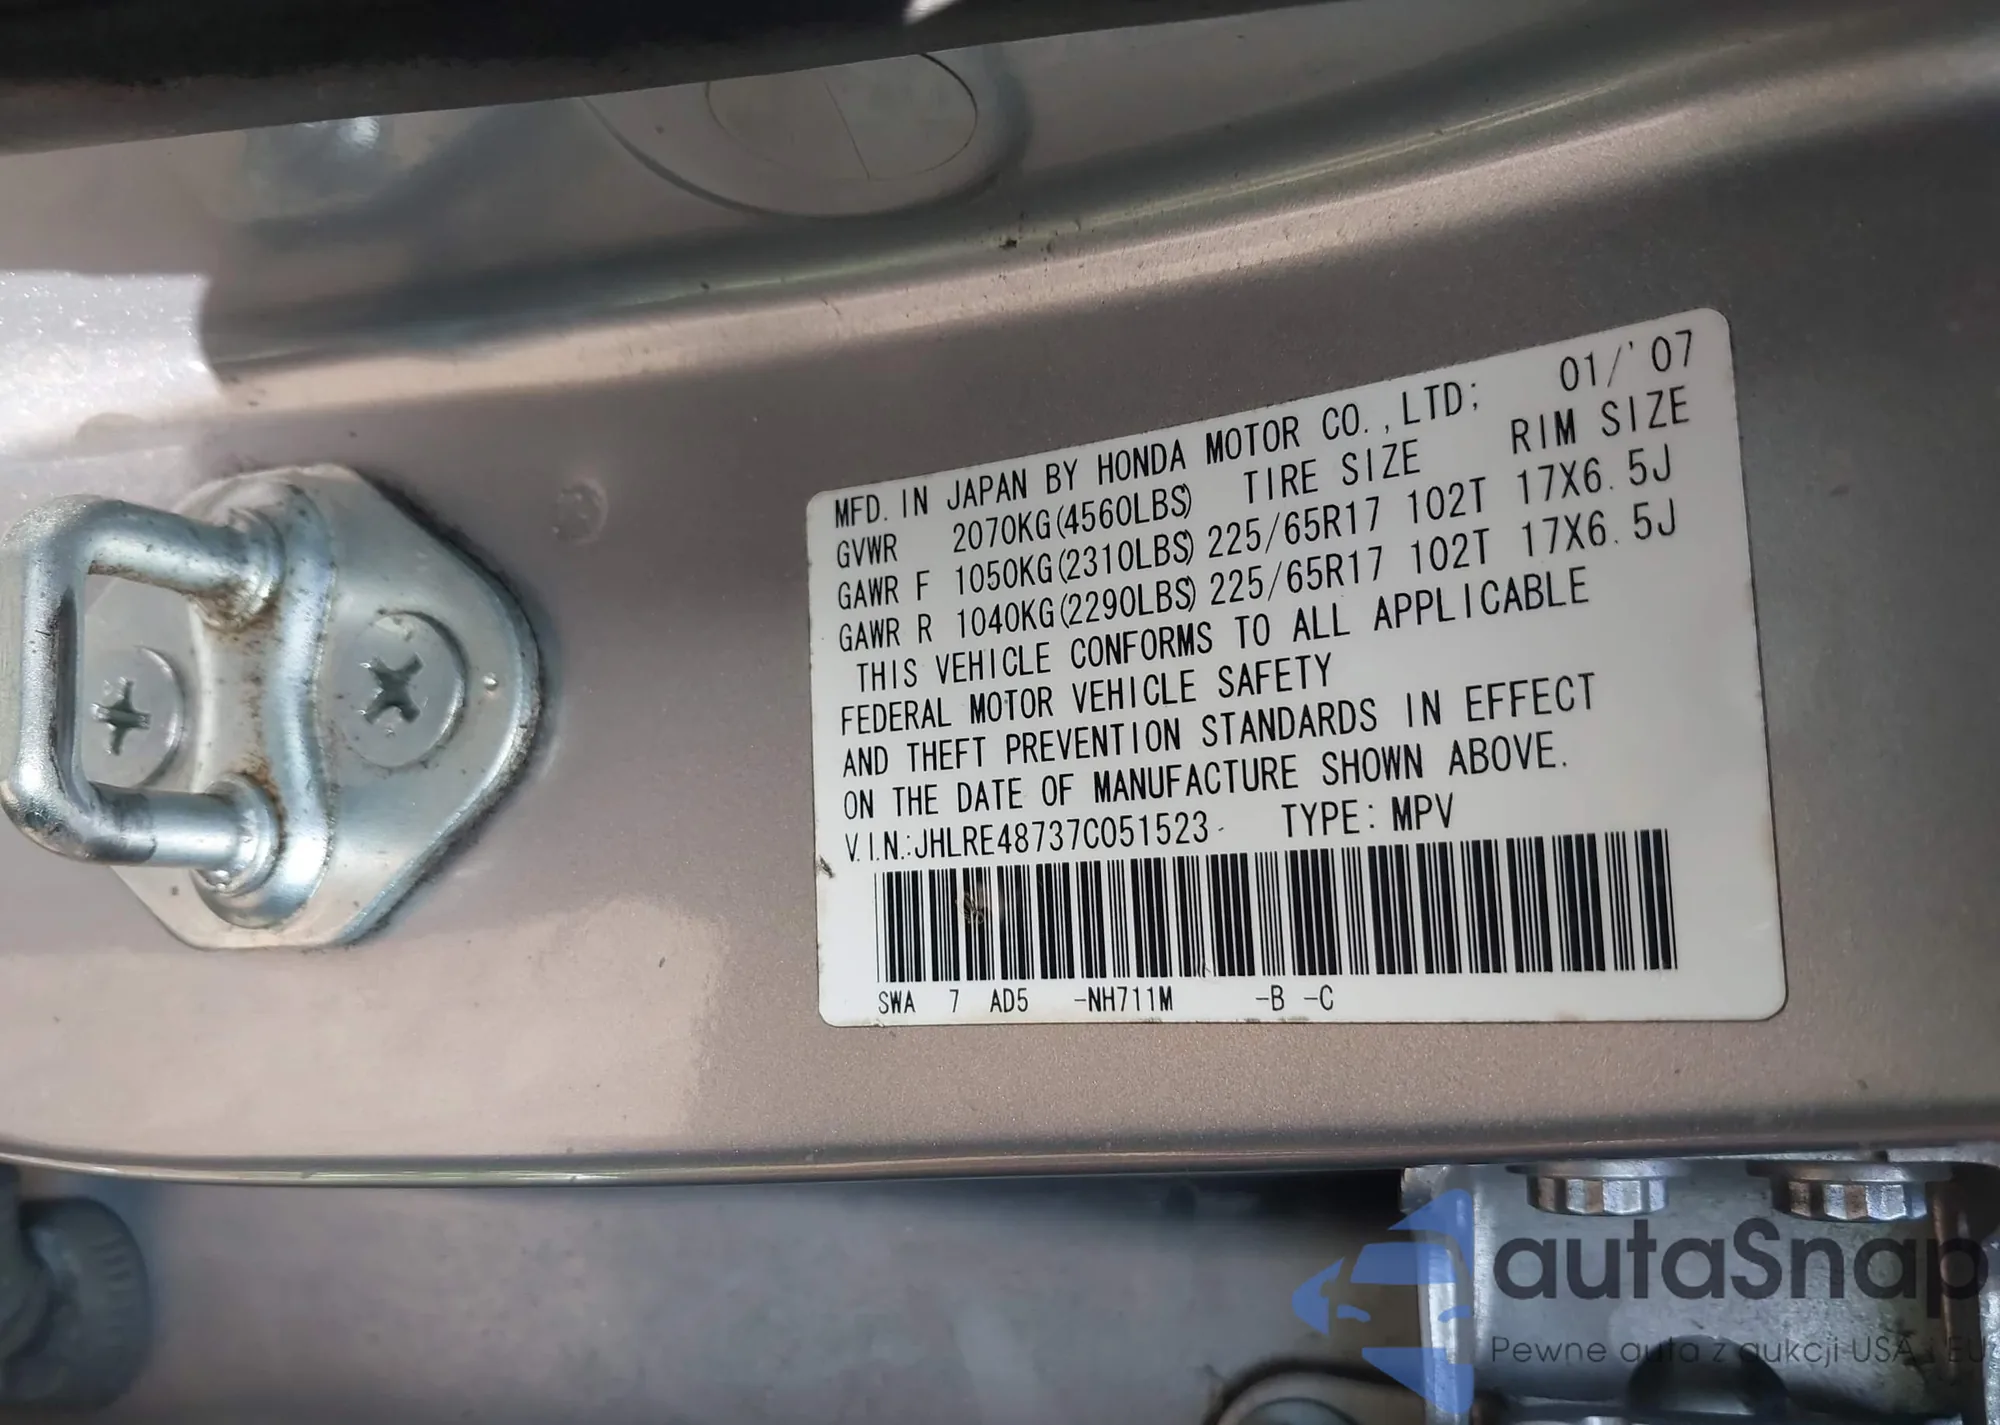 MFD. IN JAPAN BY HONDA MOTOR CO.,LTD; 01/'07
GVWR 2070KG(4560LBS) TIRE SIZE RIM SIZE
GAWR F 1050KG(2310LBS) 225/65R17 102T 17X6.5J
GAWR R 1040KG(2290LBS) 225/65R17 102T 17X6.5J
THIS VEHICLE CONFORMS TO ALL APPLICABLE
FEDERAL MOTOR VEHICLE SAFETY
AND THEFT PREVENTION STANDARDS IN EFFECT
ON THE DATE OF MANUFACTURE SHOWN ABOVE.
V.I.N.:JHLRE48737C051523 TYPE: MPV
SWA 7 AD5 -NH711M -B -C
autaSnap
Pewne auta z aukcji USA i EU